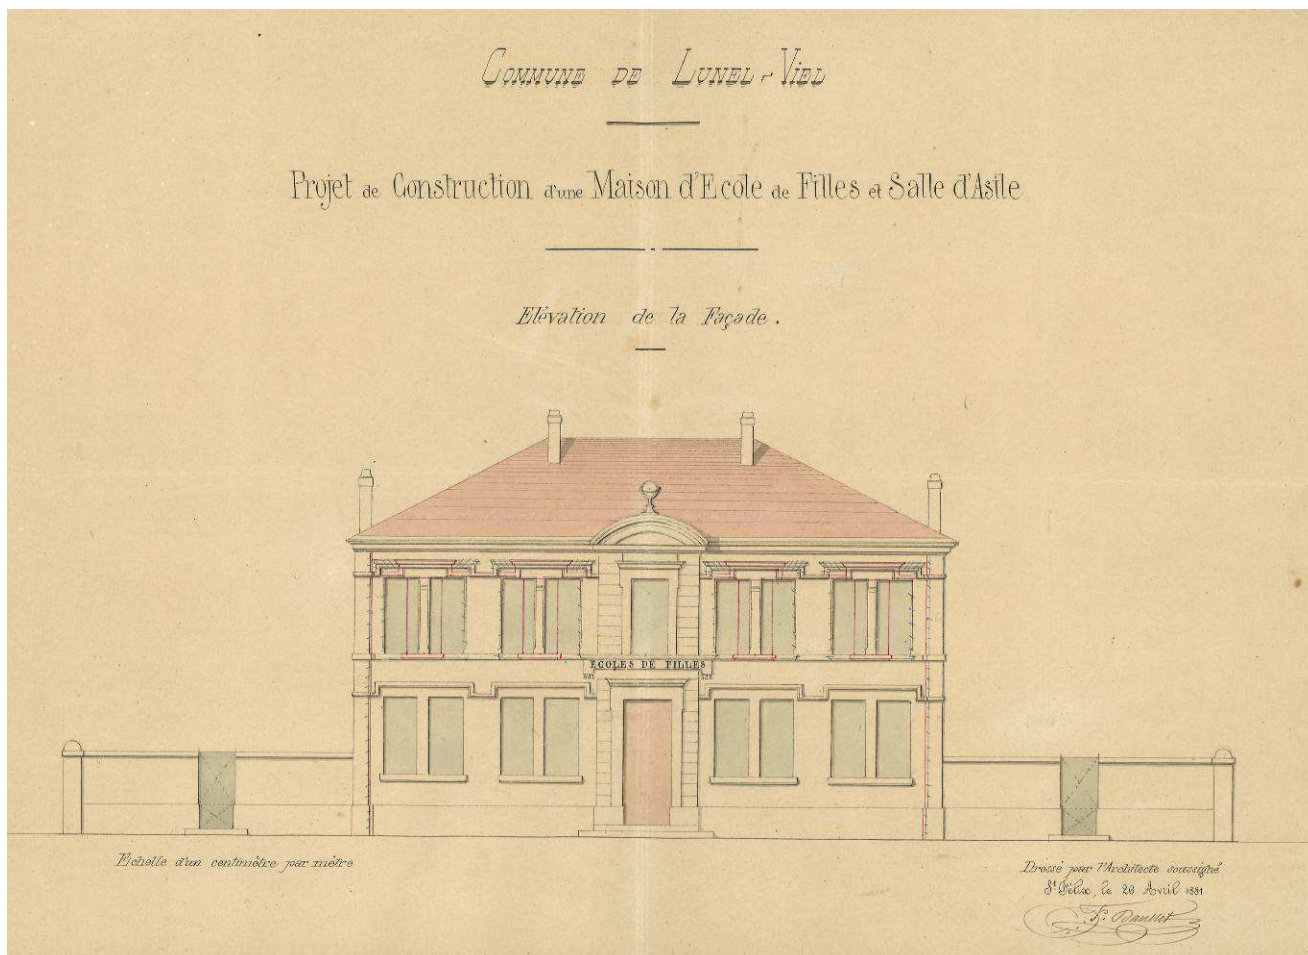 COMMUNE DE LUNEL-VIEL
Projet de Construction d'une Maison d'Ecole de Filles et Salle d'Asile
Elévation de la Façade.
ECOLES DE FILLES
Echelle d'un centimètre par mètre
Dressé par l'Architecte soussigné
St Félix, le 26 Avril 1881